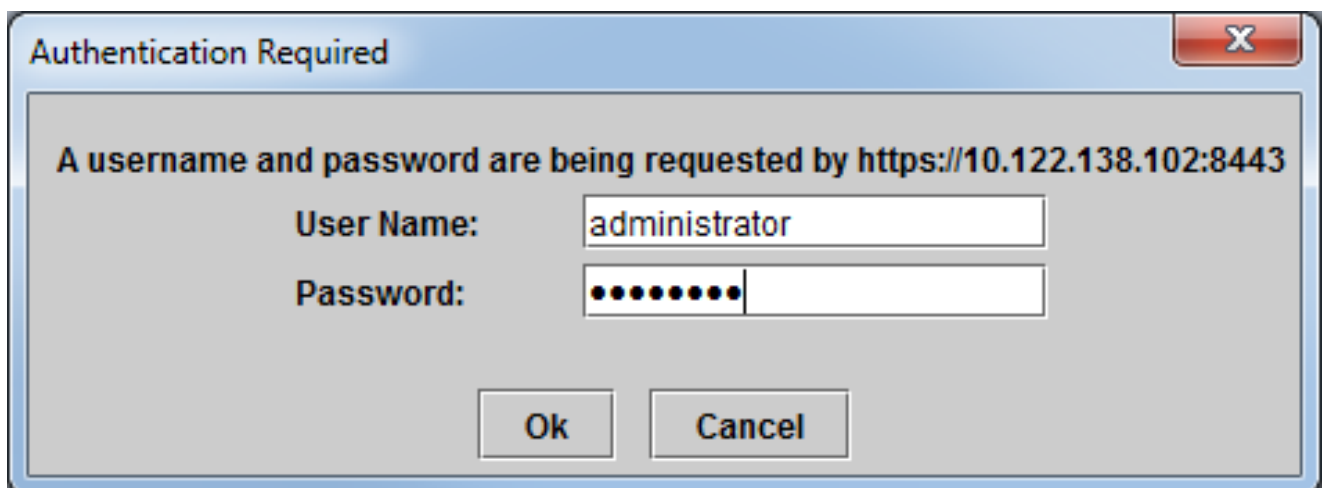 Authentication Required
A username and password are being requested by https://10.122.138.102:8443
User Name: administrator
Password: ●●●●●●●●
Ok Cancel